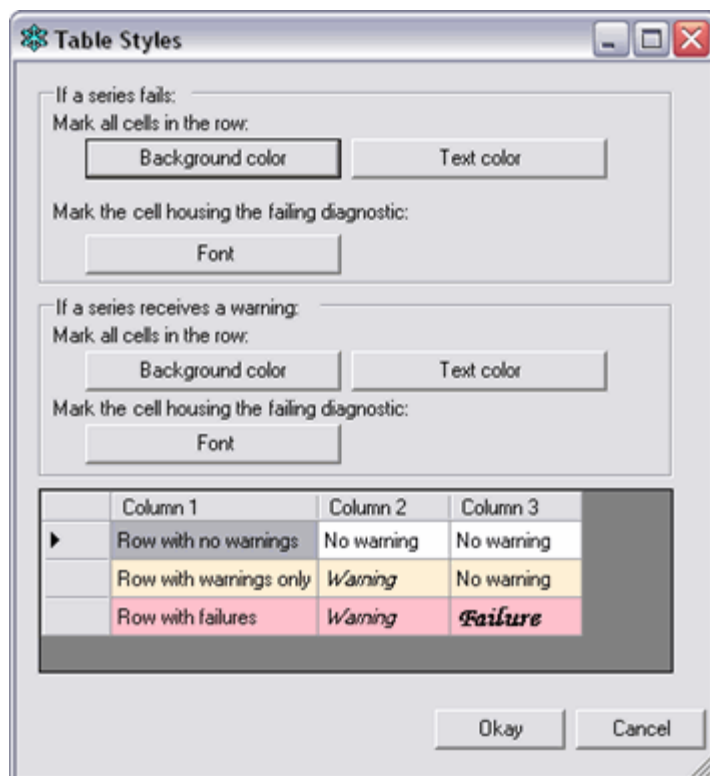 Table Styles
If a series fails:
Mark all cells in the row:
Background color Text color
Mark the cell housing the failing diagnostic:
Font
If a series receives a warning:
Mark all cells in the row:
Background color Text color
Mark the cell housing the failing diagnostic:
Font
Column 1 Column 2 Column 3
Row with no warnings No warning No warning
Row with warnings only Warning No warning
Row with failures Warning Failure
Okay Cancel